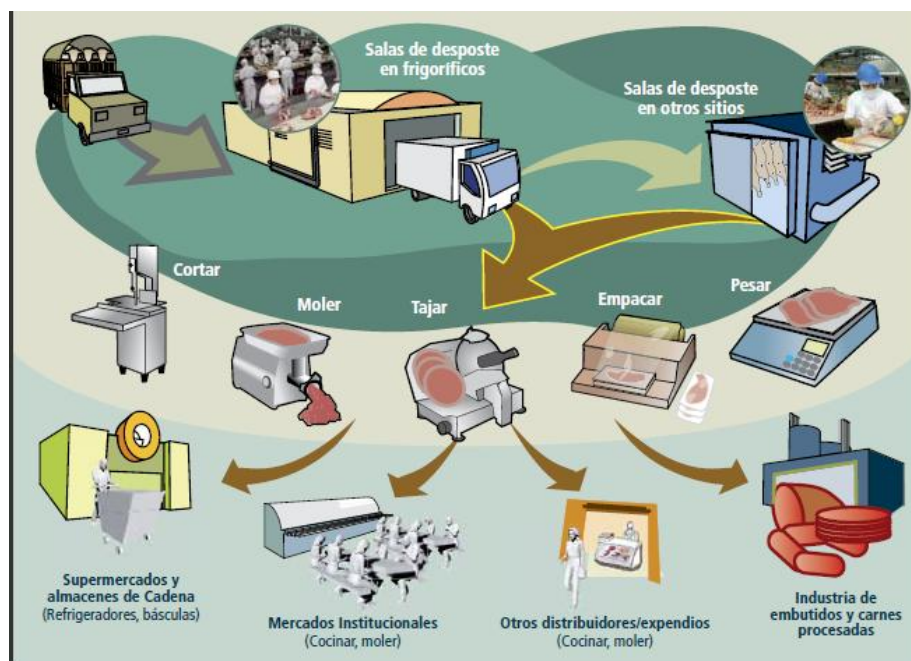 Salas de desposte
en frigoríficos
Salas de desposte
en otros sitios
Cortar
Moler
Tajar
Empacar
Pesar
Supermercados y
almacenes de Cadena
(Refrigeradores, básculas)
Mercados Institucionales
(Cocinar, moler)
Otros distribuidores/expendios
(Cocinar, moler)
Industria de
embutidos y carnes
procesadas